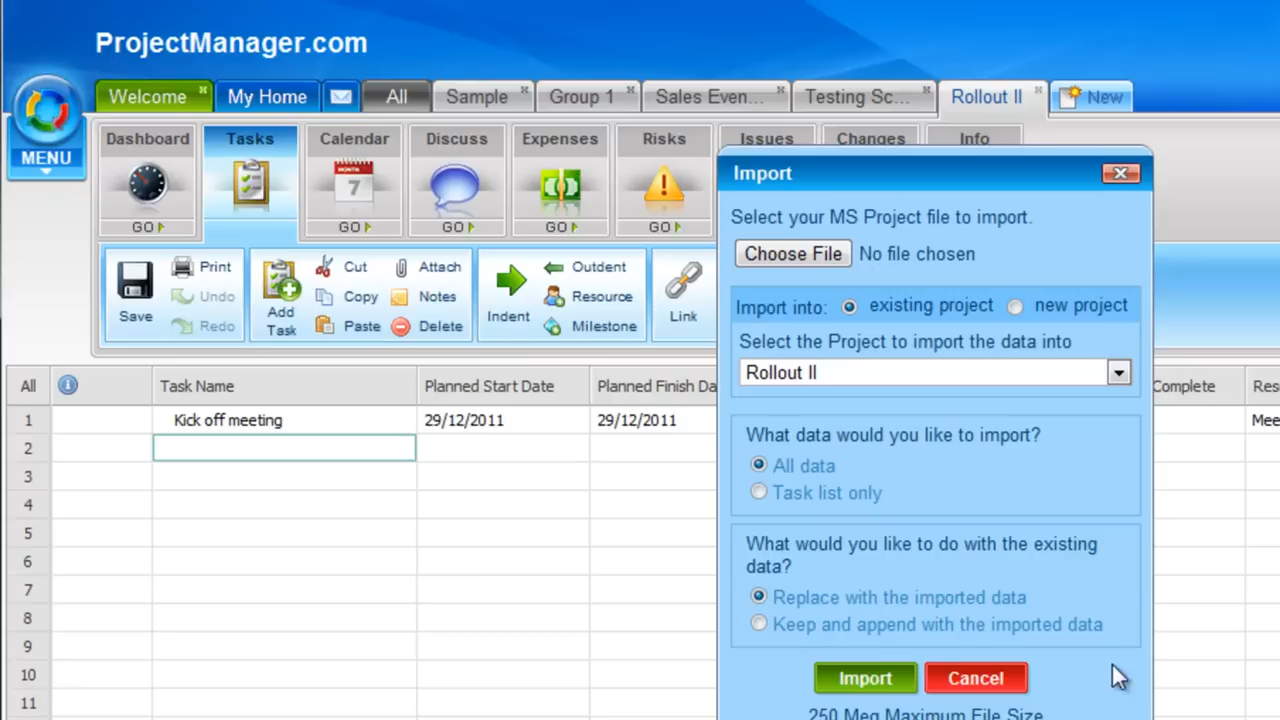 ProjectManager.com
MENU
Welcome My Home All Sample Group 1 Sales Even... Testing Sc... Rollout II New
Dashboard Tasks Calendar Discuss Expenses Risks Issues Changes Info
MONTH
7
GO GO GO GO GO
Save Print Undo Redo
Add Task Cut Copy Paste Attach Notes Delete
Indent Outdent Resource Milestone
Link
Import
Select your MS Project file to import.
Choose File No file chosen
Import into: existing project new project
Select the Project to import the data into
Rollout II
What data would you like to import?
All data
Task list only
What would you like to do with the existing
data?
Replace with the imported data
Keep and append with the imported data
Import Cancel
250 Meg Maximum File Size
All Task Name Planned Start Date Planned Finish Da Complete Res
1 Kick off meeting 29/12/2011 29/12/2011 Mee
2
3
4
5
6
7
8
9
10
11